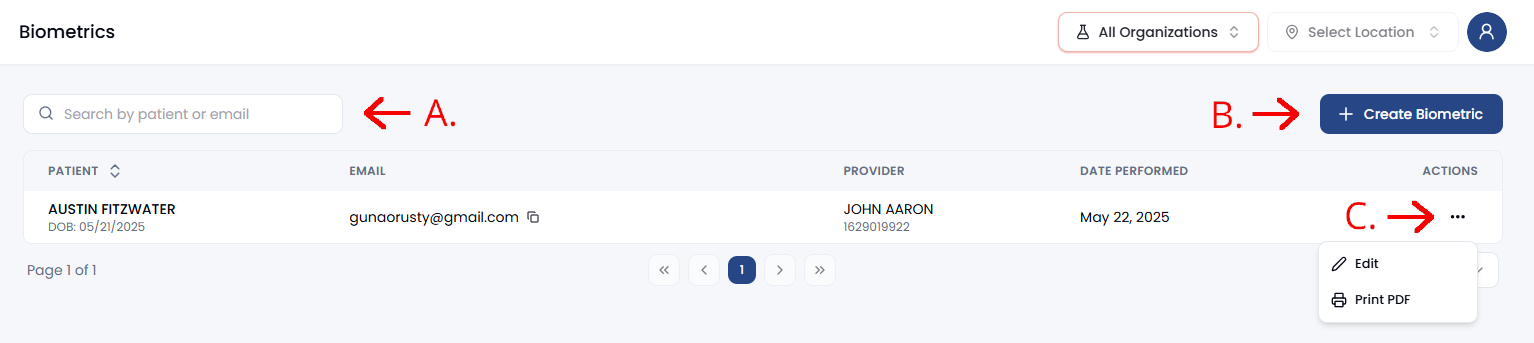 Biometrics
All Organizations
Select Location
Search by patient or email
A.
B.
Create Biometric
PATIENT EMAIL PROVIDER DATE PERFORMED ACTIONS
AUSTIN FITZWATER
DOB: 05/21/2025
gunaorusty@gmail.com
JOHN AARON
1629019922
May 22, 2025
C.
Edit
Print PDF
Page 1 of 1
1